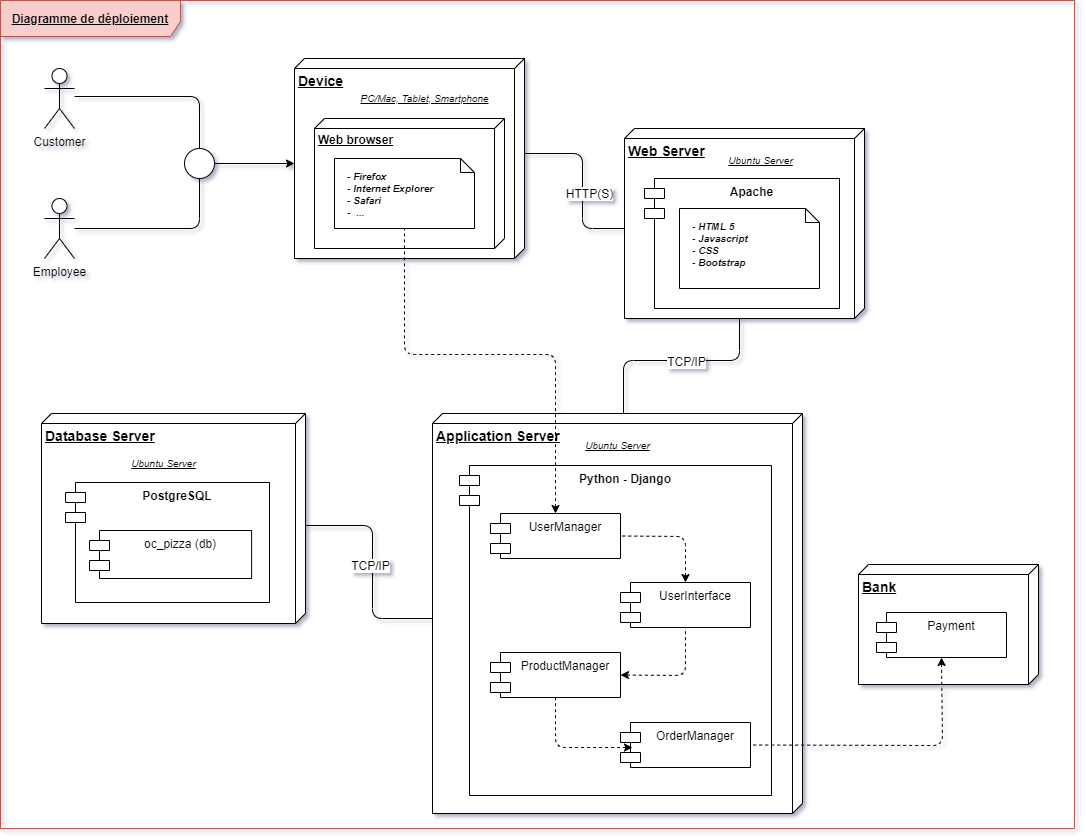 Diagramme de déploiement
Customer
Employee
Device
PC/Mac, Tablet, Smartphone
Web browser
- Firefox
- Internet Explorer
- Safari
- ...
HTTP(S)
Web Server
Ubuntu Server
Apache
- HTML 5
- Javascript
- CSS
- Bootstrap
TCP/IP
Database Server
Ubuntu Server
PostgreSQL
oc_pizza (db)
TCP/IP
Application Server
Ubuntu Server
Python - Django
UserManager
UserInterface
ProductManager
OrderManager
Bank
Payment